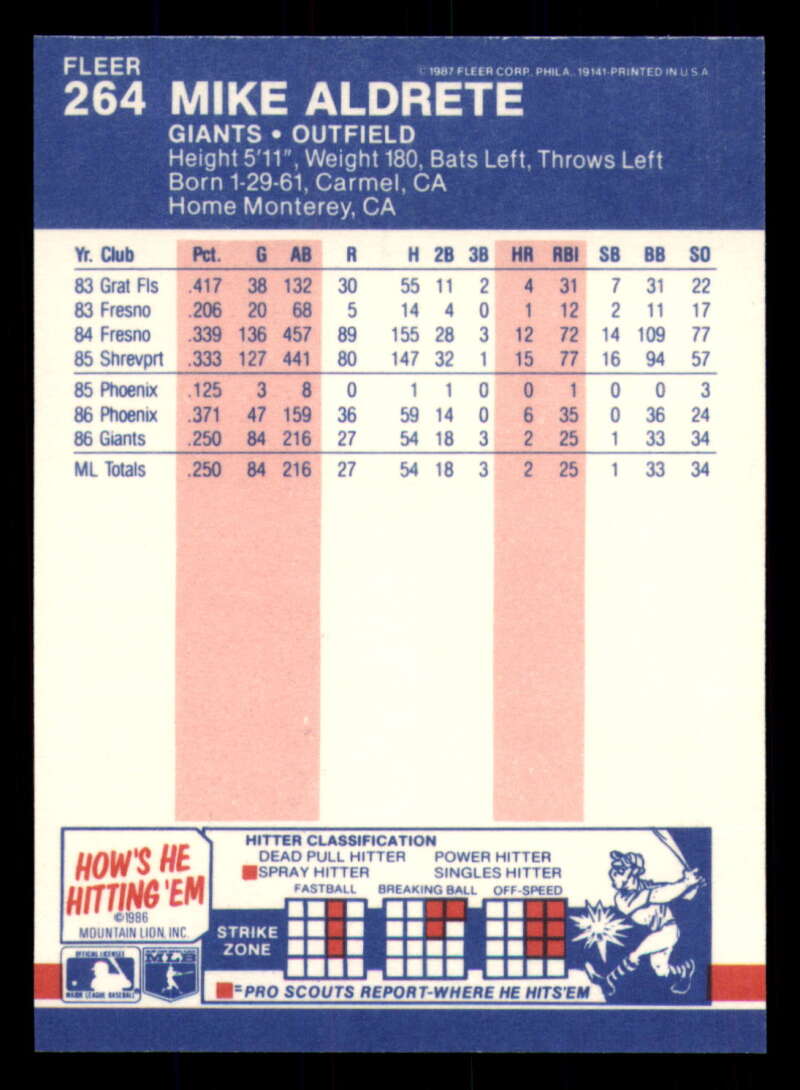 FLEER
© 1987 FLEER CORP. PHILA. 19141-PRINTED IN U S A
264 MIKE ALDRETE
GIANTS • OUTFIELD
Height 5'11", Weight 180, Bats Left, Throws Left
Born 1-29-61, Carmel, CA
Home Monterey, CA
Yr. Club Pct. G AB R H 2B 3B HR RBI SB BB SO
83 Grat Fls .417 38 132 30 55 11 2 4 31 7 31 22
83 Fresno .206 20 68 5 14 4 0 1 12 2 11 17
84 Fresno .339 136 457 89 155 28 3 12 72 14 109 77
85 Shrevprt .333 127 441 80 147 32 1 15 77 16 94 57
85 Phoenix .125 3 8 0 1 1 0 0 1 0 0 3
86 Phoenix .371 47 159 36 59 14 0 6 35 0 36 24
86 Giants .250 84 216 27 54 18 3 2 25 1 33 34
ML Totals .250 84 216 27 54 18 3 2 25 1 33 34
HOW'S HE
HITTING 'EM
©1986
MOUNTAIN LION, INC.
HITTER CLASSIFICATION
DEAD PULL HITTER POWER HITTER
SPRAY HITTER SINGLES HITTER
FASTBALL BREAKING BALL OFF-SPEED
STRIKE
ZONE
=PRO SCOUTS REPORT-WHERE HE HITS'EM
OFFICIAL LICENSEE
MAJOR LEAGUE BASEBALL
MLB